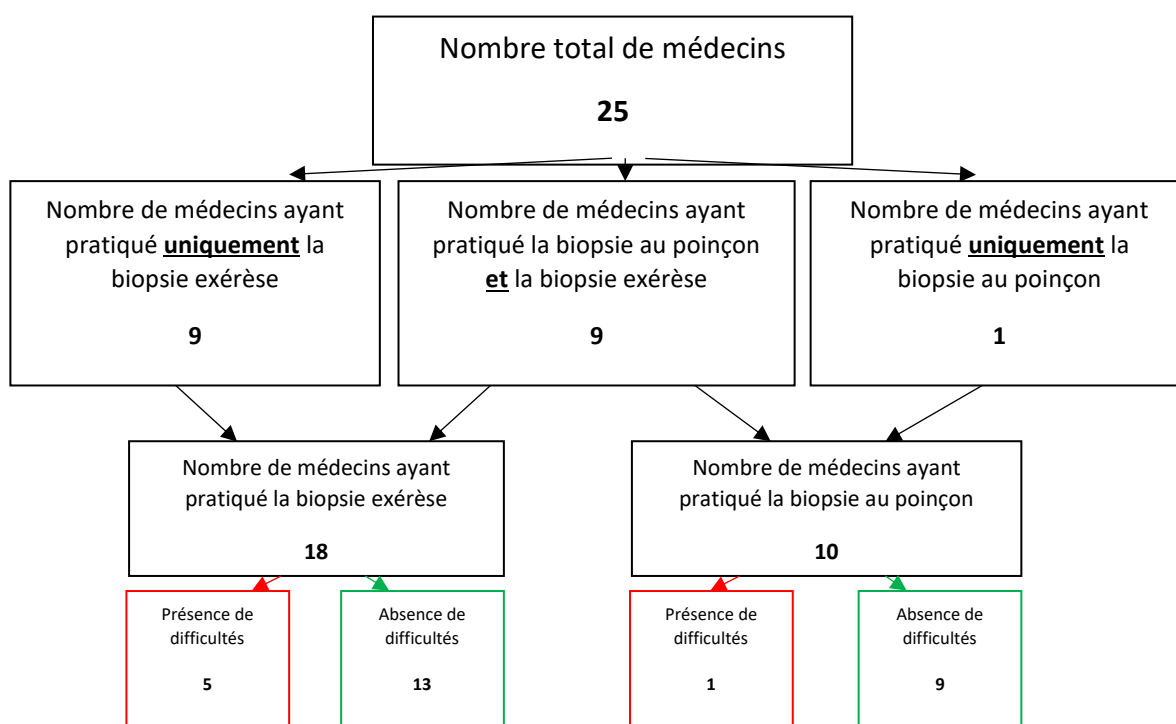 Nombre total de médecins
25
Nombre de médecins ayant
pratiqué uniquement la
biopsie exérèse
9
Nombre de médecins ayant
pratiqué la biopsie au poinçon
et la biopsie exérèse
9
Nombre de médecins ayant
pratiqué uniquement la
biopsie au poinçon
1
Nombre de médecins ayant
pratiqué la biopsie exérèse
18
Nombre de médecins ayant
pratiqué la biopsie au poinçon
10
Présence de
difficultés
5
Absence de
difficultés
13
Présence de
difficultés
1
Absence de
difficultés
9